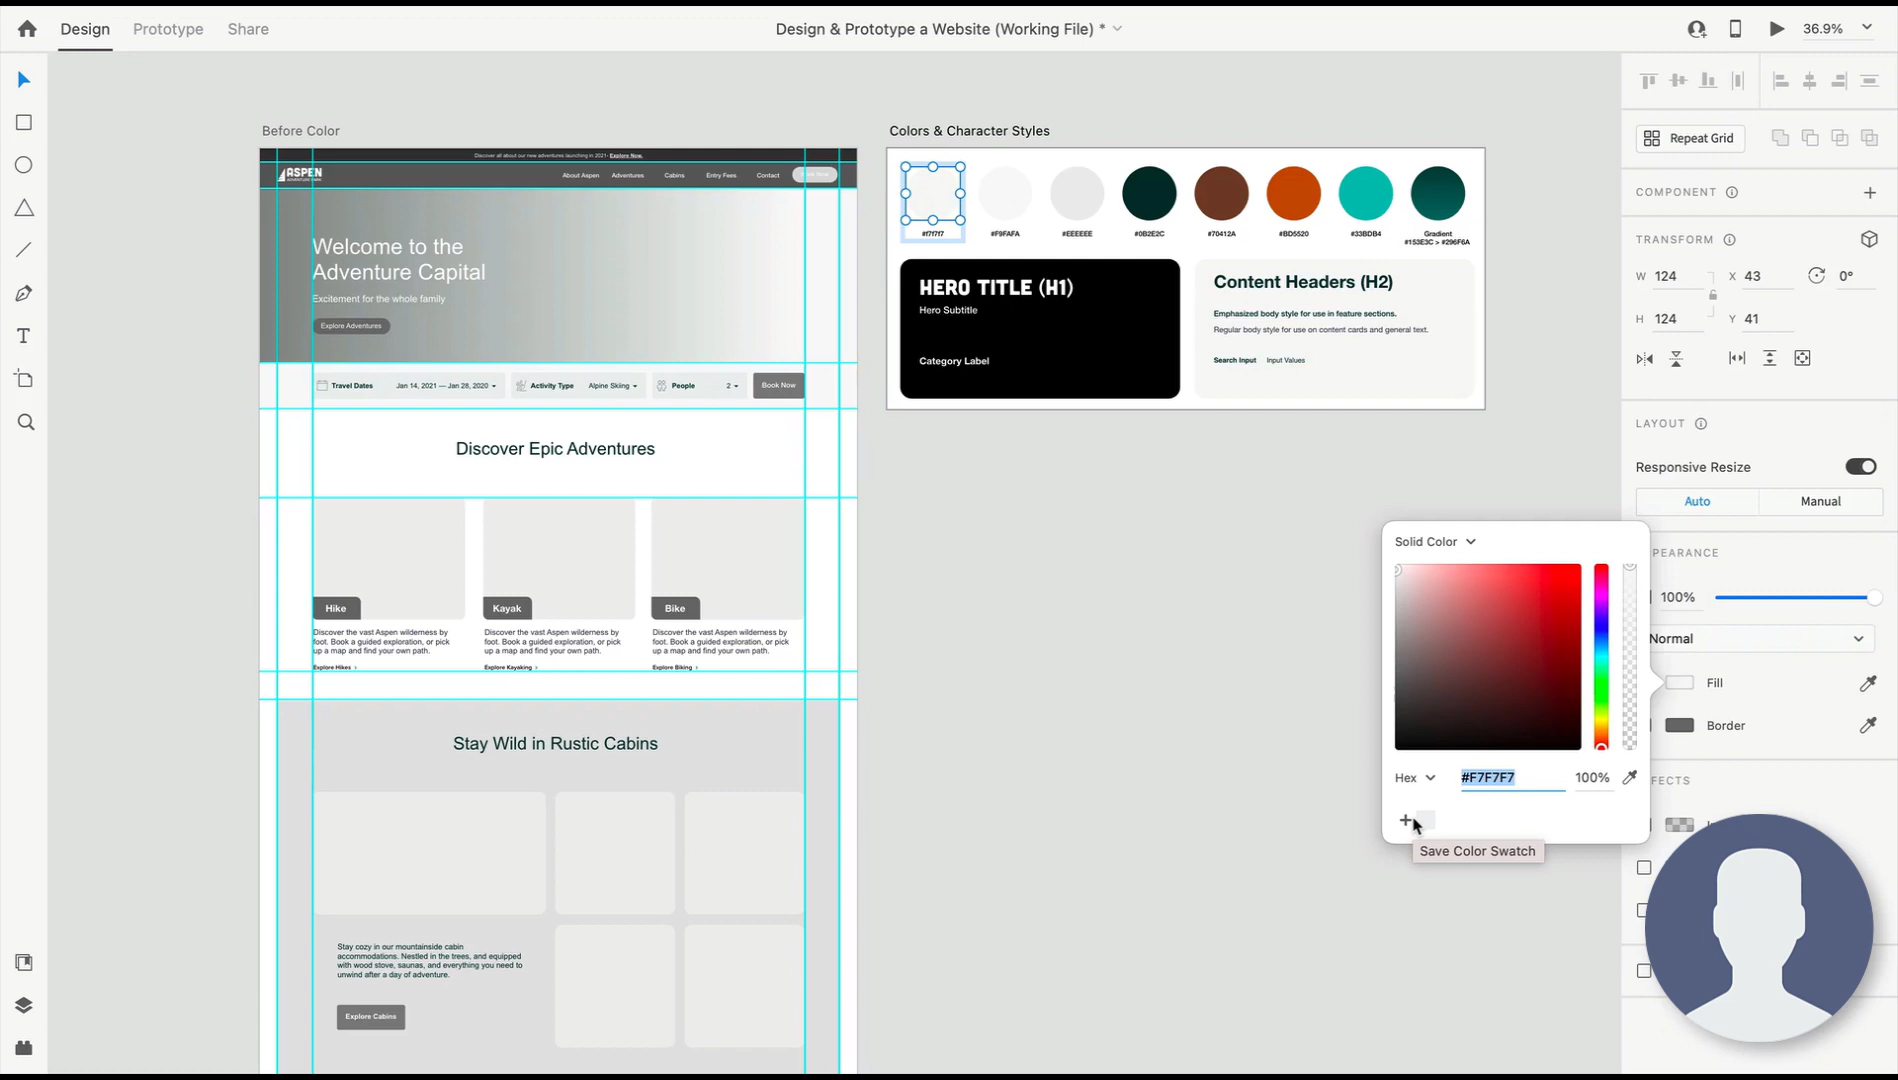 Design
Prototype
Share
Design & Prototype a Website (Working File) *
36.9%
Before Color
Discover all about our new adventures launching in 2021- Explore Now.
ASPEN
About Aspen
Adventures
Cabins
Entry Fees
Contact
Book Now
Welcome to the
Adventure Capital
Excitement for the whole family
Explore Adventures
Travel Dates
Jan 14, 2021 — Jan 28, 2020
Activity Type
Alpine Skiing
People
2
Book Now
Discover Epic Adventures
Hike
Kayak
Bike
Discover the vast Aspen wilderness by
foot. Book a guided exploration, or pick
up a map and find your own path.
Explore Hikes >
Discover the vast Aspen wilderness by
foot. Book a guided exploration, or pick
up a map and find your own path.
Explore Kayaking >
Discover the vast Aspen wilderness by
foot. Book a guided exploration, or pick
up a map and find your own path.
Explore Biking >
Stay Wild in Rustic Cabins
Stay cozy in our mountainside cabin
accommodations. Nestled in the trees, and equipped
with wood stove, saunas, and everything you need to
unwind after a day of adventure.
Explore Cabins
Colors & Character Styles
#f7f7f7
#F9FAFA
#EEEEEE
#0B2E2C
#70412A
#BD5520
#33BDB4
Gradient
#153E3C > #296F6A
HERO TITLE (H1)
Hero Subtitle
Category Label
Content Headers (H2)
Emphasized body style for use in feature sections.
Regular body style for use on content cards and general text.
Search Input
Input Values
Repeat Grid
COMPONENT
TRANSFORM
W 124
X 43
0°
H 124
Y 41
LAYOUT
Responsive Resize
Auto
Manual
PEARANCE
100%
Normal
Fill
Border
FECTS
Solid Color
Hex
#F7F7F7
100%
+
Save Color Swatch